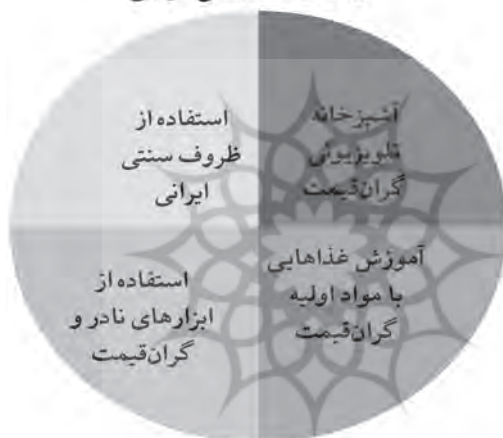 آشپزخانه
تلویزیونی
گران‌قیمت
استفاده از
ظروف سنتی
ایرانی
آموزش غذاهایی
با مواد اولیه
گران‌قیمت
استفاده از
ابزارهای نادر و
گران‌قیمت